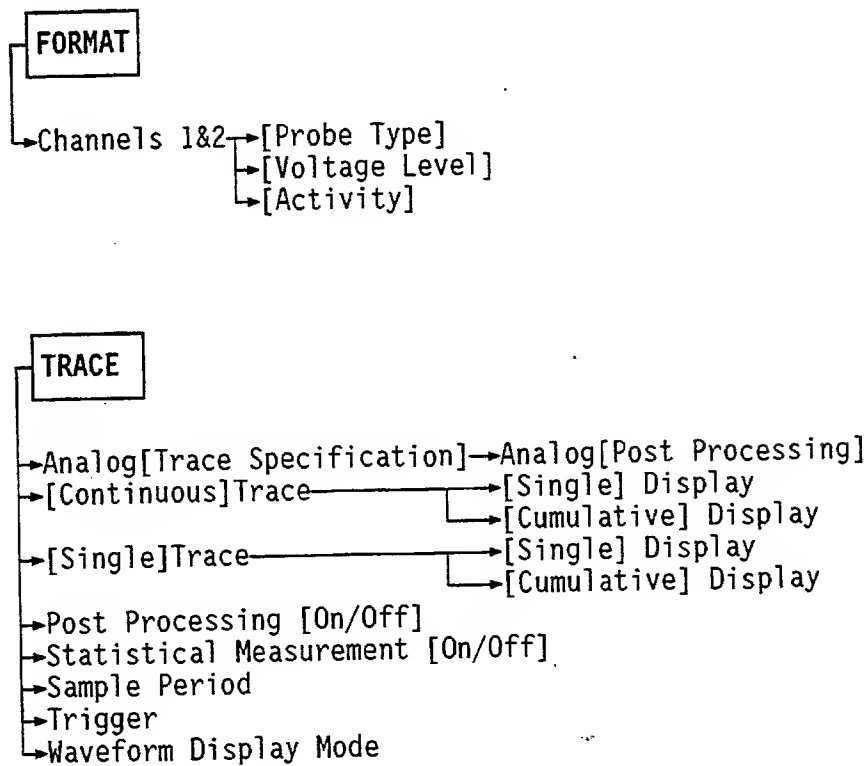 FORMAT
Channels 1&2 [Probe Type]
[Voltage Level]
[Activity]
TRACE
Analog[Trace Specification] Analog[Post Processing]
[Continuous]Trace [Single] Display
[Cumulative] Display
[Single]Trace [Single] Display
[Cumulative] Display
Post Processing [On/Off]
Statistical Measurement [On/Off]
Sample Period
Trigger
Waveform Display Mode